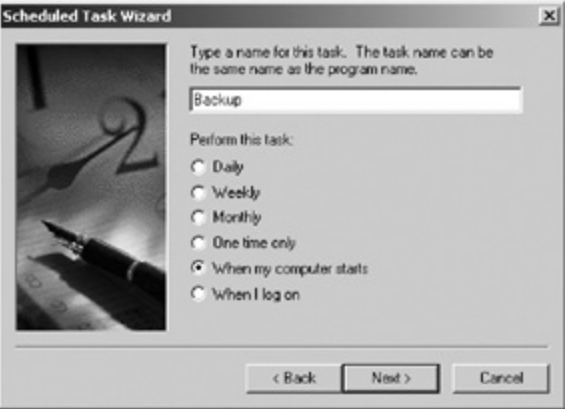 Scheduled Task Wizard
Type a name for this task. The task name can be
the same name as the program name.
Backup
Perform this task:
Daily
Weekly
Monthly
One time only
When my computer starts
When I log on
< Back
Next >
Cancel